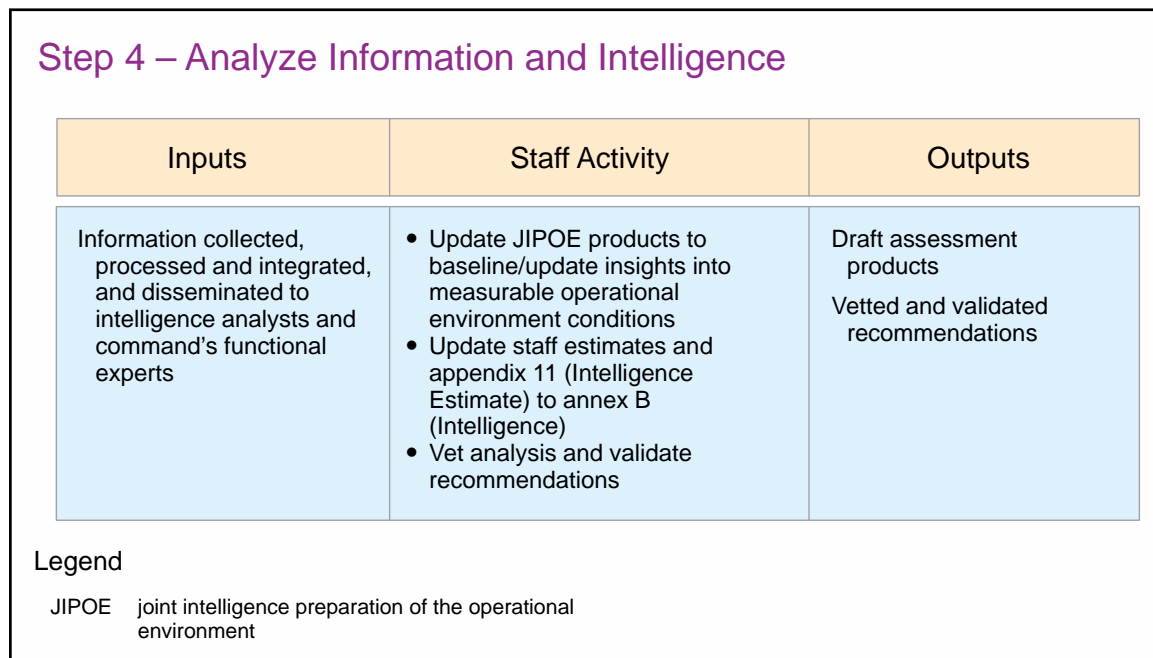 Step 4 – Analyze Information and Intelligence
Inputs
Staff Activity
Outputs
Information collected,
processed and integrated,
and disseminated to
intelligence analysts and
command’s functional
experts
• Update JIPOE products to
baseline/update insights into
measurable operational
environment conditions
• Update staff estimates and
appendix 11 (Intelligence
Estimate) to annex B
(Intelligence)
• Vet analysis and validate
recommendations
Draft assessment
products
Vetted and validated
recommendations
Legend
JIPOE joint intelligence preparation of the operational
environment